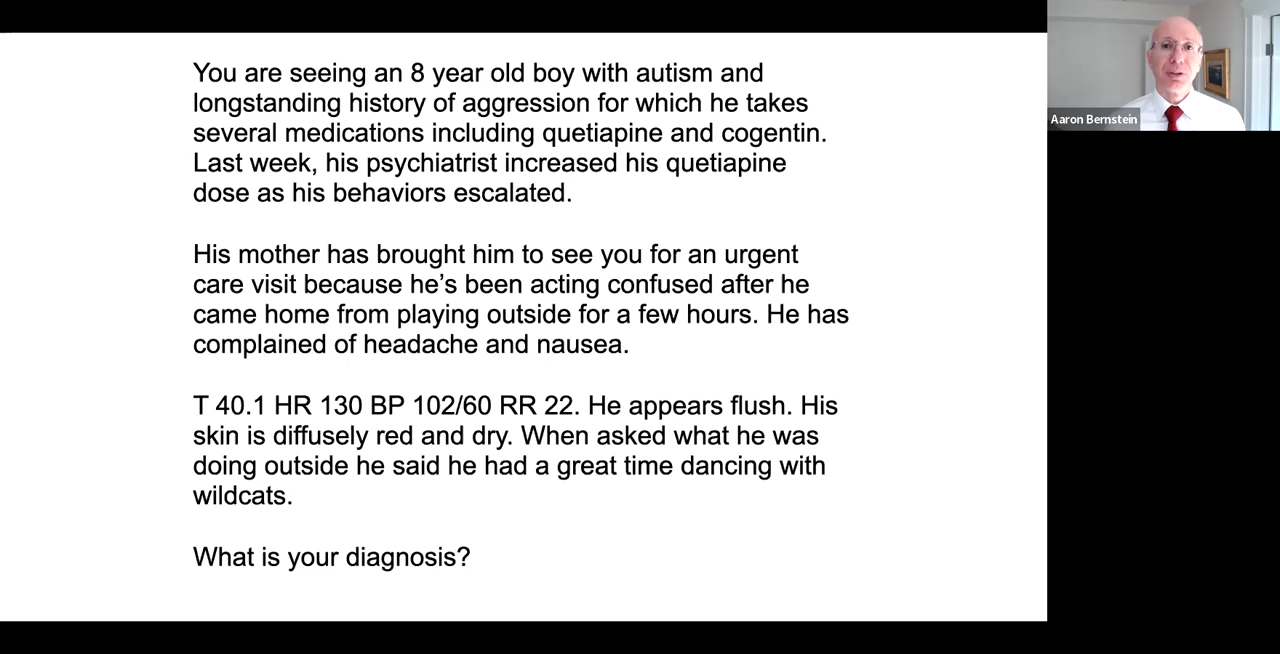 You are seeing an 8 year old boy with autism and
longstanding history of aggression for which he takes
several medications including quetiapine and cogentin.
Last week, his psychiatrist increased his quetiapine
dose as his behaviors escalated.
His mother has brought him to see you for an urgent
care visit because he’s been acting confused after he
came home from playing outside for a few hours. He has
complained of headache and nausea.
T 40.1 HR 130 BP 102/60 RR 22. He appears flush. His
skin is diffusely red and dry. When asked what he was
doing outside he said he had a great time dancing with
wildcats.
What is your diagnosis?
Aaron Bernstein